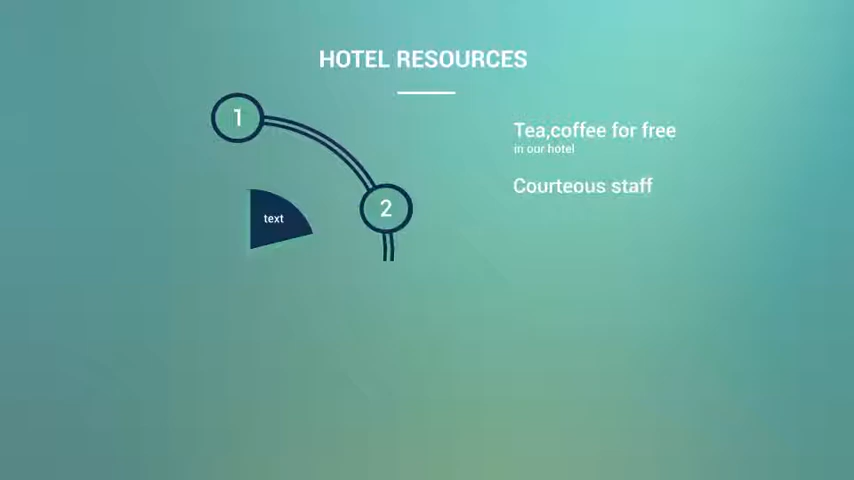 HOTEL RESOURCES
1
Tea,coffee for free
in our hotel
Courteous staff
2
text